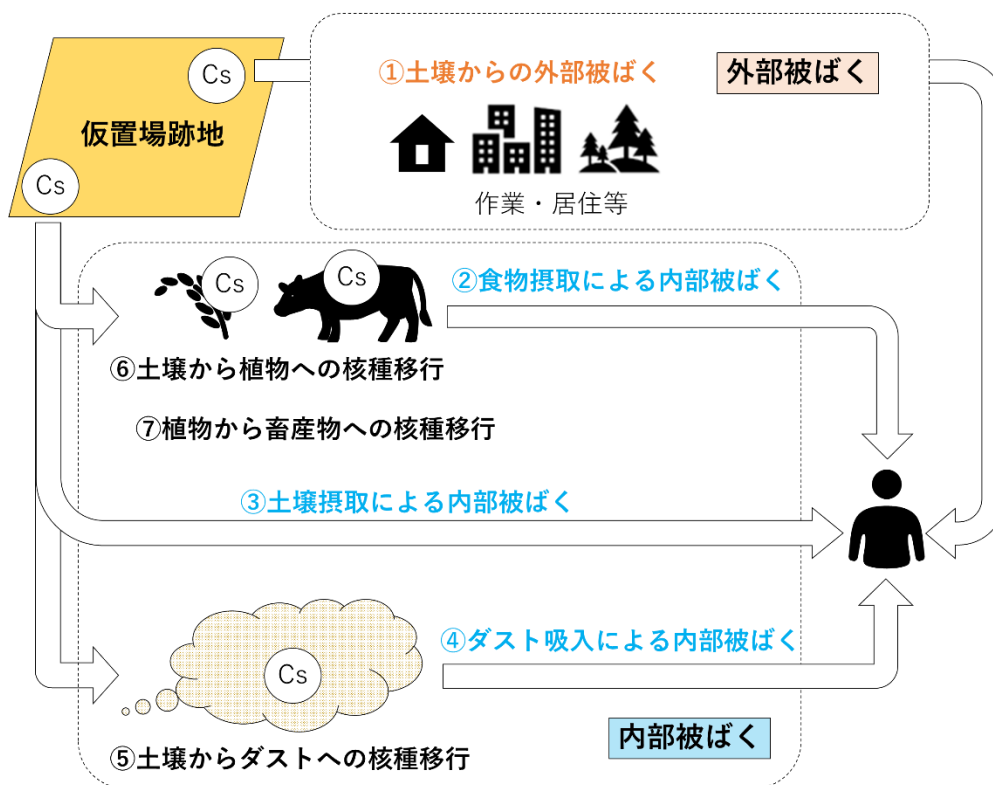 Cs
仮置場跡地
Cs
①土壌からの外部被ばく
外部被ばく
作業・居住等
Cs
Cs
②食物摂取による内部被ばく
⑥土壌から植物への核種移行
⑦植物から畜産物への核種移行
③土壌摂取による内部被ばく
④ダスト吸入による内部被ばく
Cs
内部被ばく
⑤土壌からダストへの核種移行